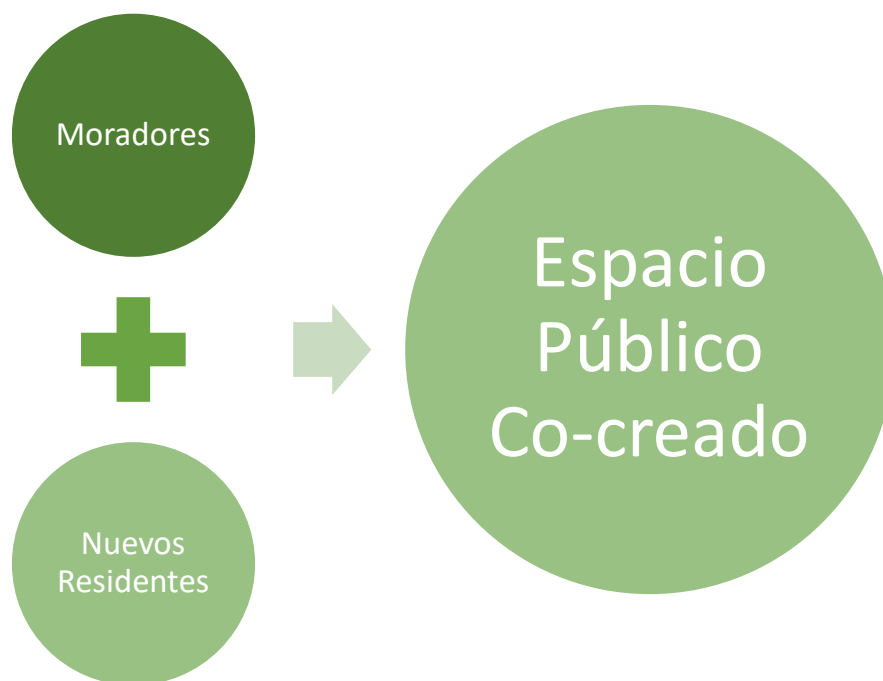 Moradores
Nuevos
Residentes
Espacio
Público
Co-creado